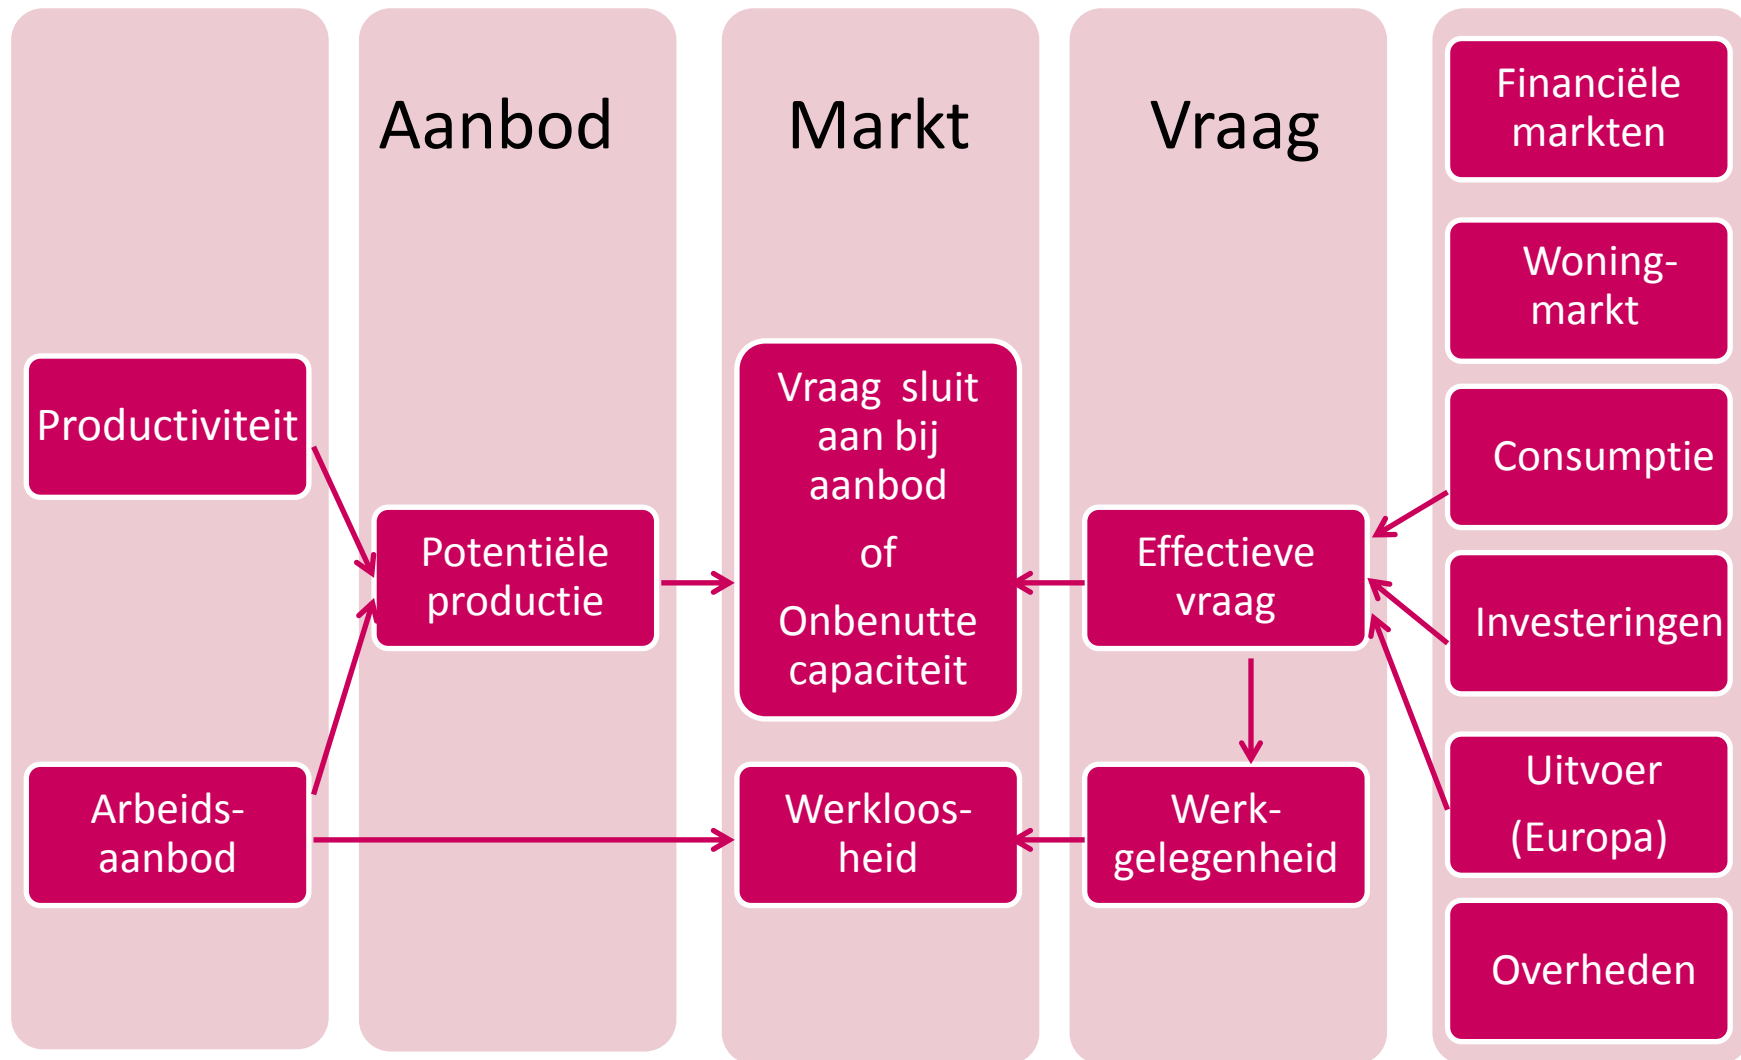 Aanbod
Markt
Vraag
Productiviteit
Arbeids-
aanbod
Potentiële
productie
Vraag sluit
aan bij
aanbod
of
Onbenutte
capaciteit
Werkloos-
heid
Effectieve
vraag
Werk-
gelegenheid
Financiële
markten
Woning-
markt
Consumptie
Investeringen
Uitvoer
(Europa)
Overheden